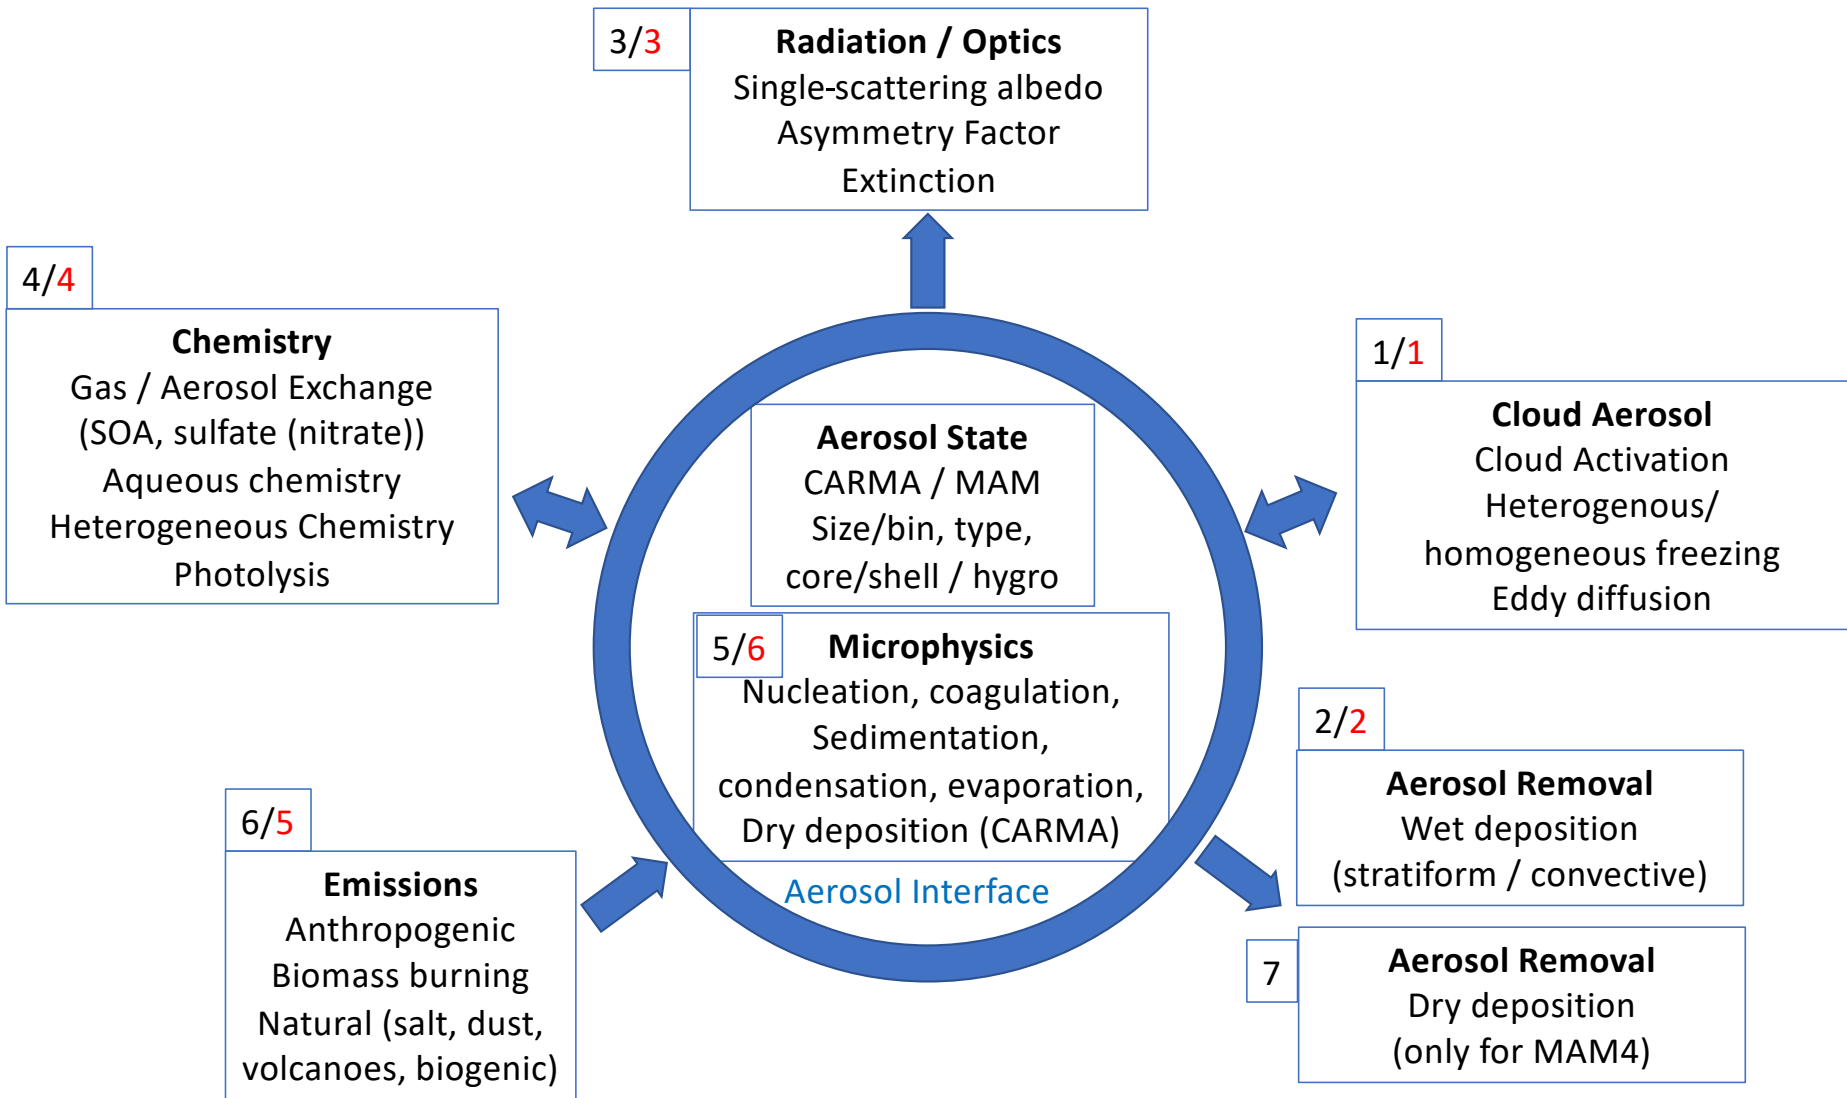 3/3
Radiation / Optics
Single-scattering albedo
Asymmetry Factor
Extinction
4/4
Chemistry
Gas / Aerosol Exchange
(SOA, sulfate (nitrate))
Aqueous chemistry
Heterogeneous Chemistry
Photolysis
1/1
Cloud Aerosol
Cloud Activation
Heterogenous/
homogeneous freezing
Eddy diffusion
Aerosol State
CARMA / MAM
Size/bin, type,
core/shell / hygro
5/6
Microphysics
Nucleation, coagulation,
Sedimentation,
condensation, evaporation,
Dry deposition (CARMA)
Aerosol Interface
6/5
Emissions
Anthropogenic
Biomass burning
Natural (salt, dust,
volcanoes, biogenic)
2/2
Aerosol Removal
Wet deposition
(stratiform / convective)
7
Aerosol Removal
Dry deposition
(only for MAM4)